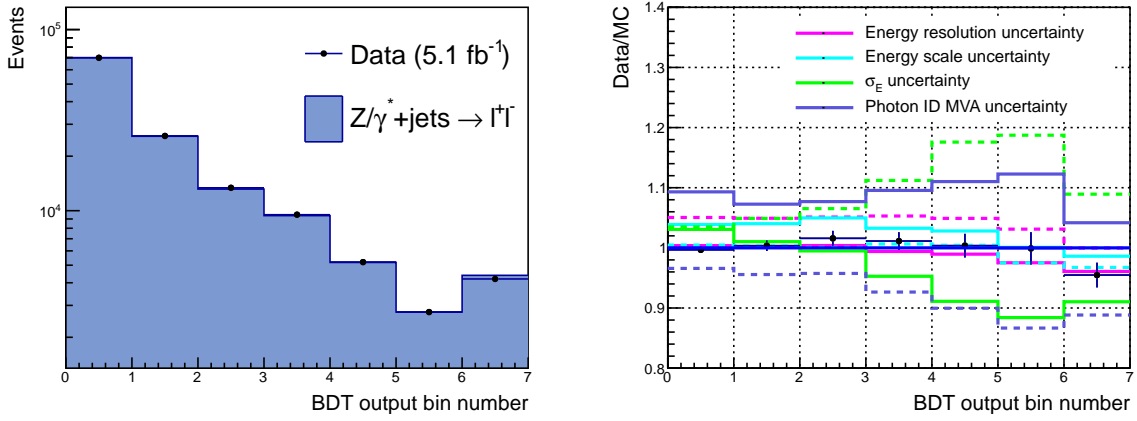 Events
10⁵
10⁴
Data (5.1 fb⁻¹)
Z/γ*+jets → l⁺l⁻
0 1 2 3 4 5 6 7
BDT output bin number
Data/MC
1.4
1.3
1.2
1.1
1
0.9
0.8
Energy resolution uncertainty
Energy scale uncertainty
σ_E uncertainty
Photon ID MVA uncertainty
0 1 2 3 4 5 6 7
BDT output bin number